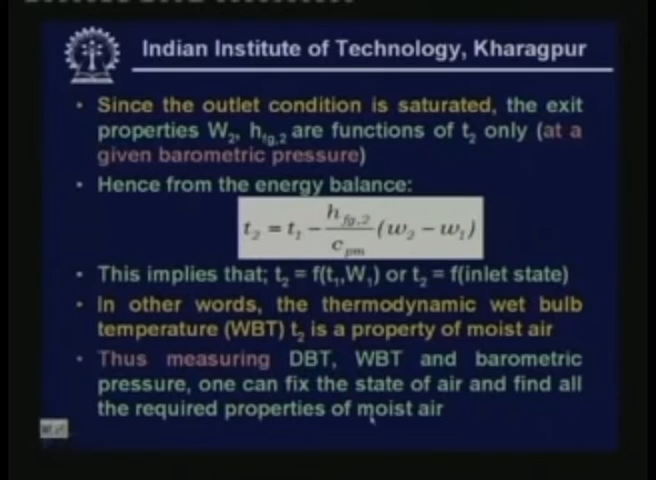 Indian Institute of Technology, Kharagpur
• Since the outlet condition is saturated, the exit
properties W₂, h_fg,2 are functions of t₂ only (at a
given barometric pressure)
• Hence from the energy balance:
t₂ = t₁ − h_fg,2 / c_pm (w₂ − w₁)
• This implies that; t₂ = f(t₁,W₁) or t₂ = f(inlet state)
• In other words, the thermodynamic wet bulb
temperature (WBT) t₂ is a property of moist air
• Thus measuring DBT, WBT and barometric
pressure, one can fix the state of air and find all
the required properties of moist air